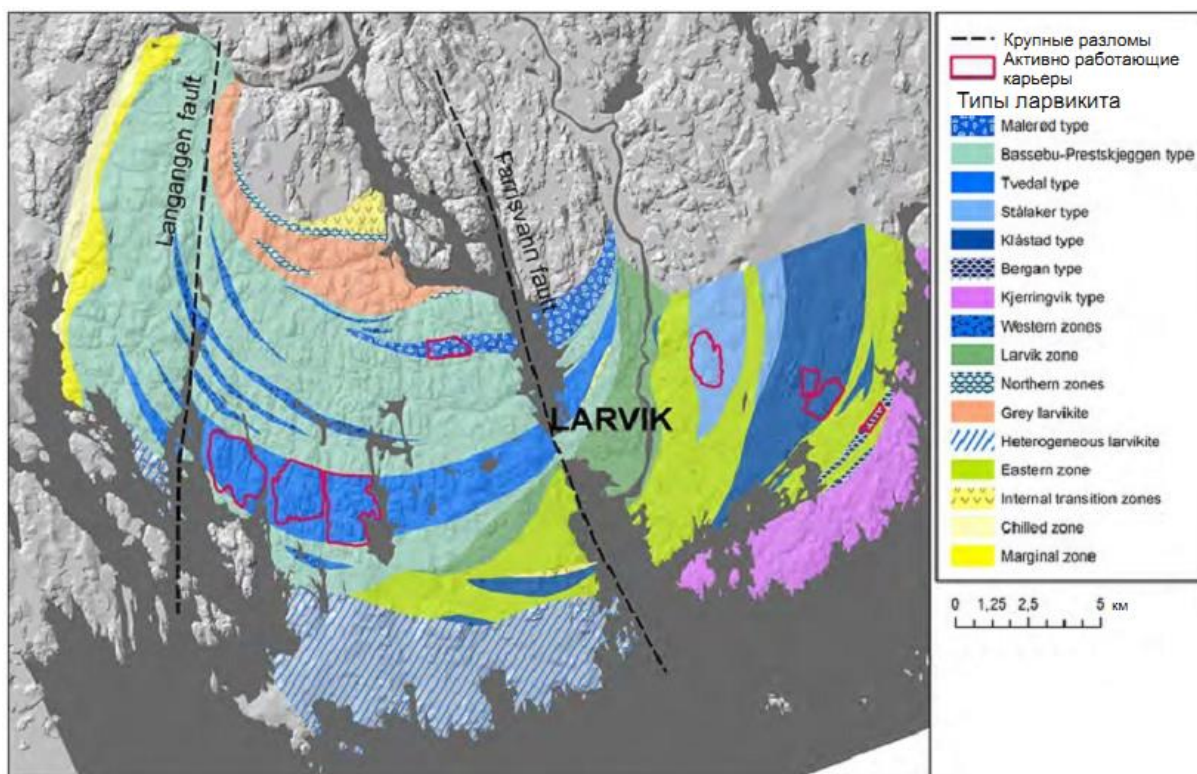 Langangen fault
Farrisvann fault
LARVIK
Крупные разломы
Активно работающие
карьеры
Типы ларвикита
Malerød type
Bassebu-Prestskjeggen type
Tvedal type
Stålaker type
Klåstad type
Bergan type
Kjerringvik type
Western zones
Larvik zone
Northern zones
Grey larvikite
Heterogeneous larvikite
Eastern zone
Internal transition zones
Chilled zone
Marginal zone
0 1,25 2,5 5 км